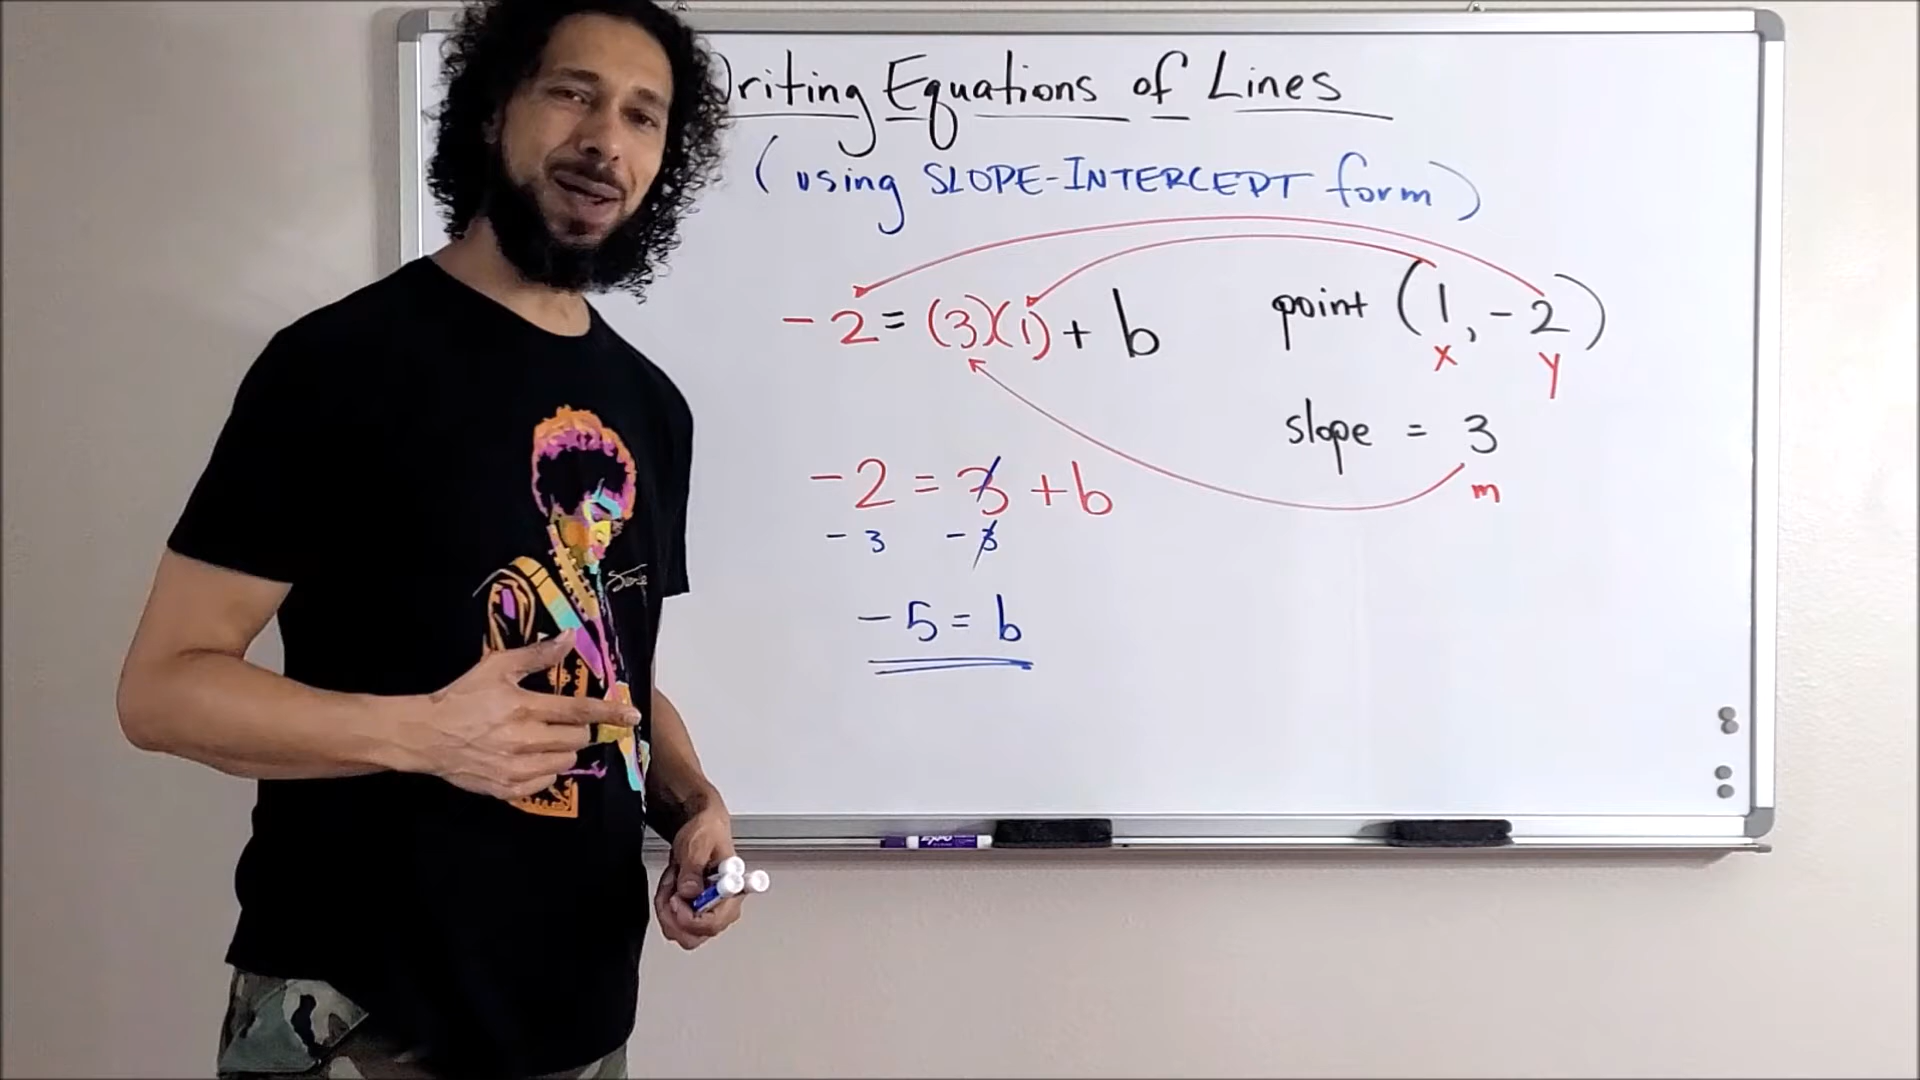 Writing Equations of Lines
(using SLOPE-INTERCEPT form)
-2 = (3)(1) + b
point (1, -2)
x y
slope = 3
m
-2 = 3 + b
-3 -3
-5 = b
EXPO